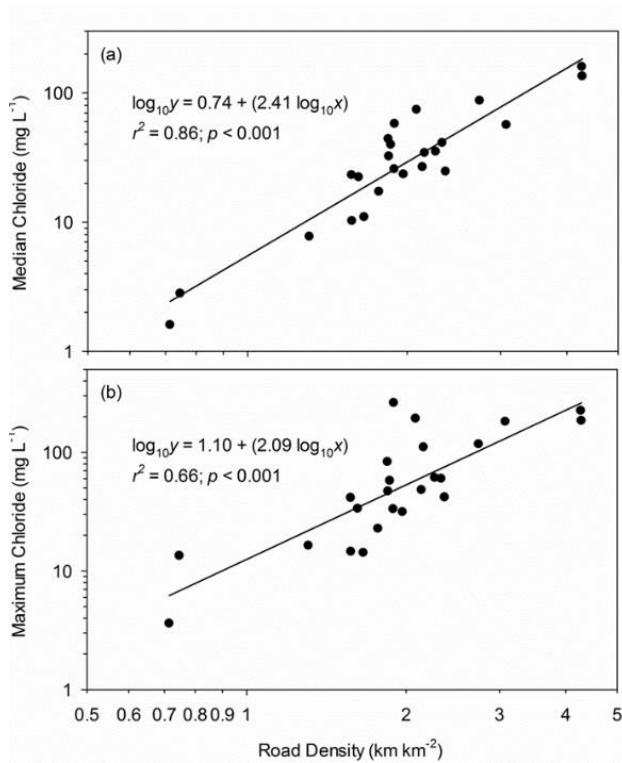 (a)
log₁₀y = 0.74 + (2.41 log₁₀x)
r² = 0.86; p < 0.001
Median Chloride (mg L⁻¹)
100
10
1
(b)
log₁₀y = 1.10 + (2.09 log₁₀x)
r² = 0.66; p < 0.001
Maximum Chloride (mg L⁻¹)
100
10
1
0.5 0.6 0.7 0.8 0.9 1 2 3 4 5
Road Density (km km⁻²)